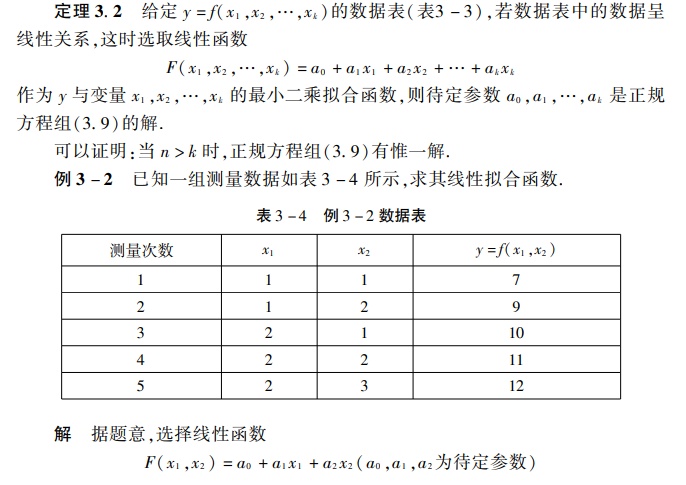 定理 3.2 给定 y = f( x₁ ,x₂ ,⋯,xₖ ) 的数据表(表3-3),若数据表中的数据呈
线性关系,这时选取线性函数
F( x₁ ,x₂ ,⋯,xₖ ) = a₀ + a₁x₁ + a₂x₂ + ⋯ + aₖxₖ
作为 y 与变量 x₁ ,x₂ ,⋯,xₖ 的最小二乘拟合函数,则待定参数 a₀ ,a₁ ,⋯,aₖ 是正规
方程组(3.9)的解.
可以证明:当 n > k 时,正规方程组(3.9)有惟一解.
例 3-2 已知一组测量数据如表 3-4 所示,求其线性拟合函数.
表 3-4 例 3-2 数据表
测量次数 x₁ x₂ y = f( x₁ ,x₂ )
1 1 1 7
2 1 2 9
3 2 1 10
4 2 2 11
5 2 3 12
解 据题意,选择线性函数
F( x₁ ,x₂ ) = a₀ + a₁x₁ + a₂x₂ ( a₀ ,a₁ ,a₂ 为待定参数)